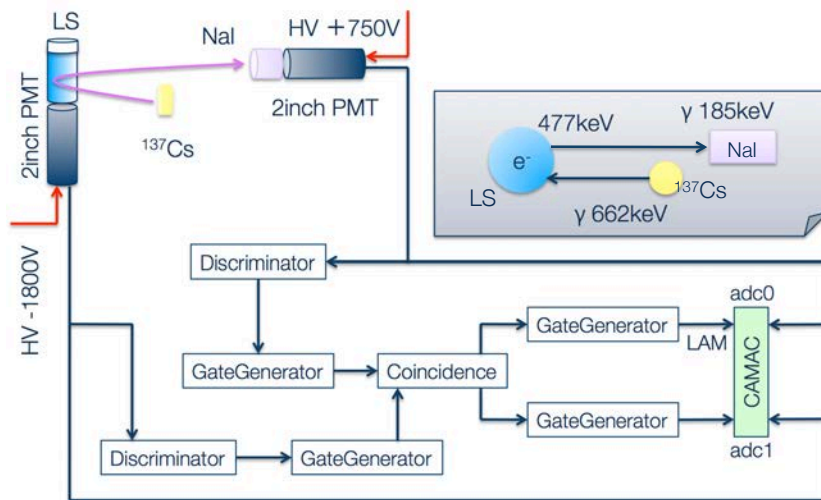 LS
NaI
HV +750V
2inch PMT
2inch PMT
¹³⁷Cs
HV -1800V
477keV
γ 185keV
e⁻
NaI
LS
¹³⁷Cs
γ 662keV
Discriminator
GateGenerator
Coincidence
Discriminator
GateGenerator
GateGenerator
LAM
GateGenerator
adc0
CAMAC
adc1